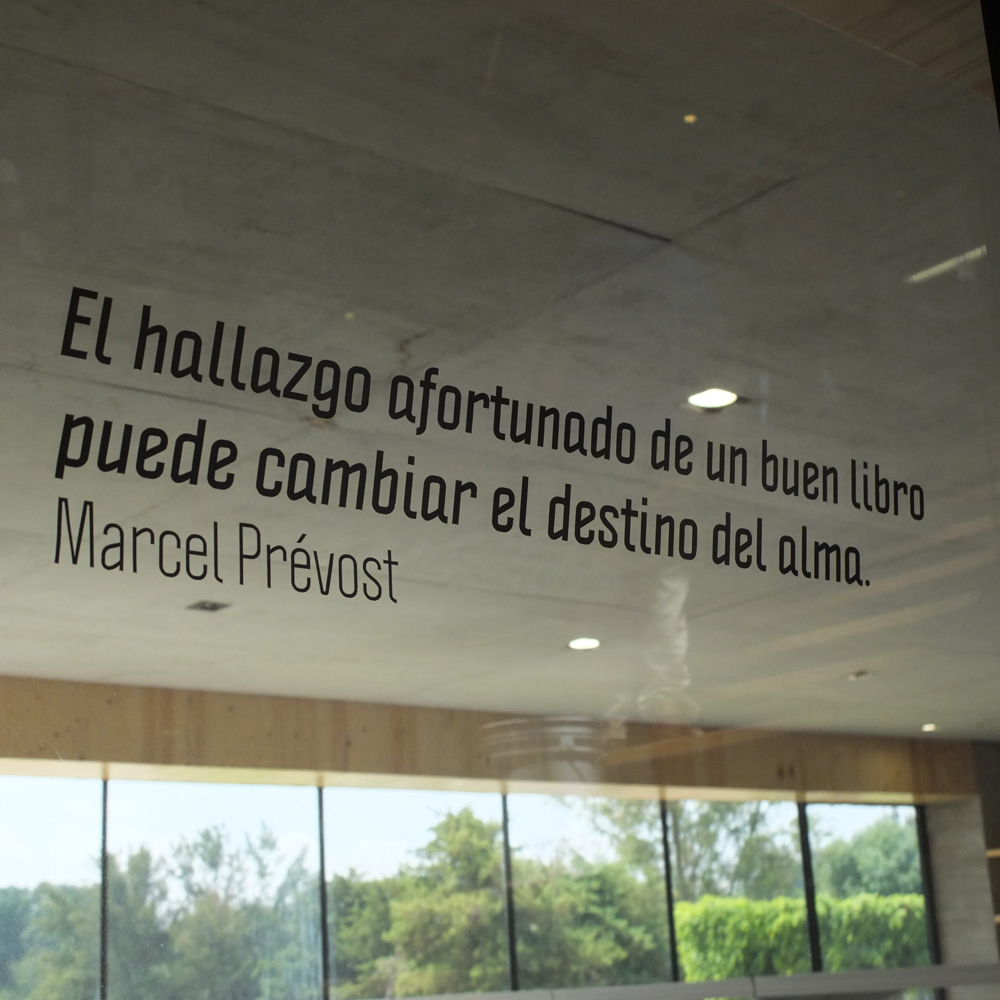 El hallazgo afortunado de un buen libro
puede cambiar el destino del alma.
Marcel Prévost